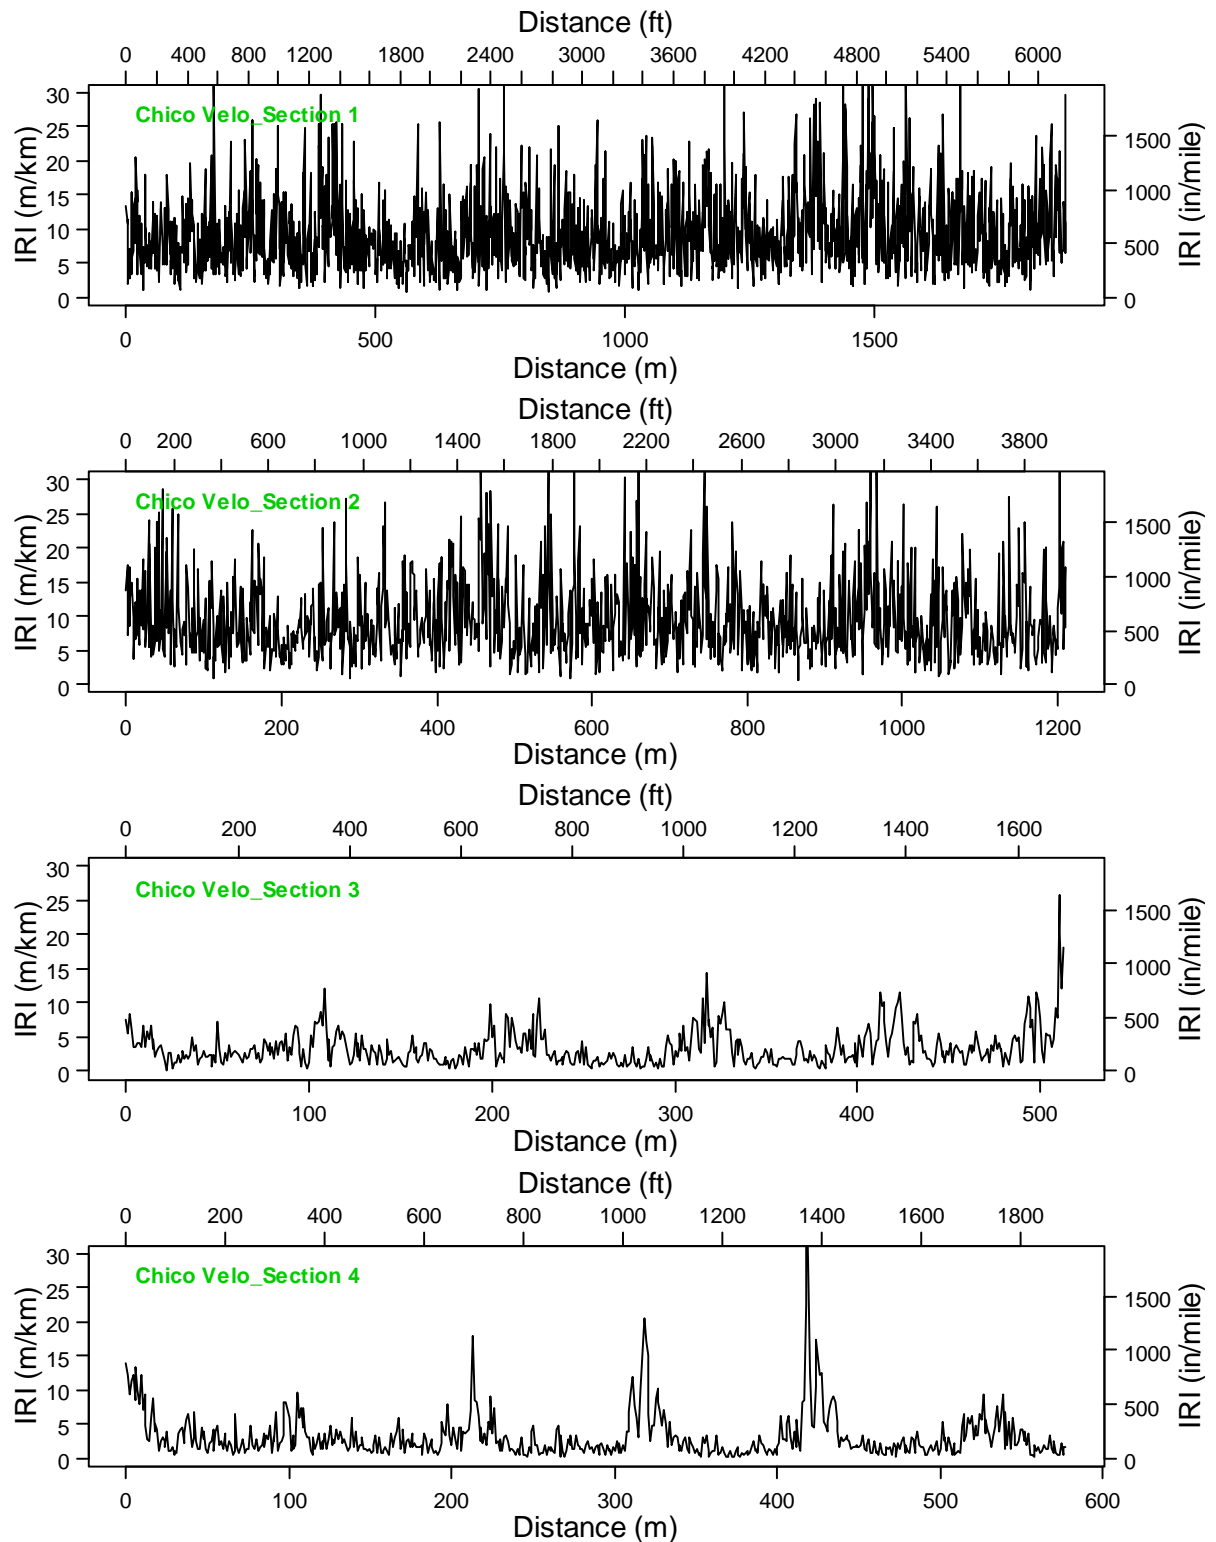 Distance (ft)
0 400 800 1200 1800 2400 3000 3600 4200 4800 5400 6000
Chico Velo_Section 1
IRI (m/km)
30
25
20
15
10
5
0
IRI (in/mile)
1500
1000
500
0
0 500 1000 1500
Distance (m)
Distance (ft)
0 200 600 1000 1400 1800 2200 2600 3000 3400 3800
Chico Velo_Section 2
IRI (m/km)
30
25
20
15
10
5
0
IRI (in/mile)
1500
1000
500
0
0 200 400 600 800 1000 1200
Distance (m)
Distance (ft)
0 200 400 600 800 1000 1200 1400 1600
Chico Velo_Section 3
IRI (m/km)
30
25
20
15
10
5
0
IRI (in/mile)
1500
1000
500
0
0 100 200 300 400 500
Distance (m)
Distance (ft)
0 200 400 600 800 1000 1200 1400 1600 1800
Chico Velo_Section 4
IRI (m/km)
30
25
20
15
10
5
0
IRI (in/mile)
1500
1000
500
0
0 100 200 300 400 500 600
Distance (m)